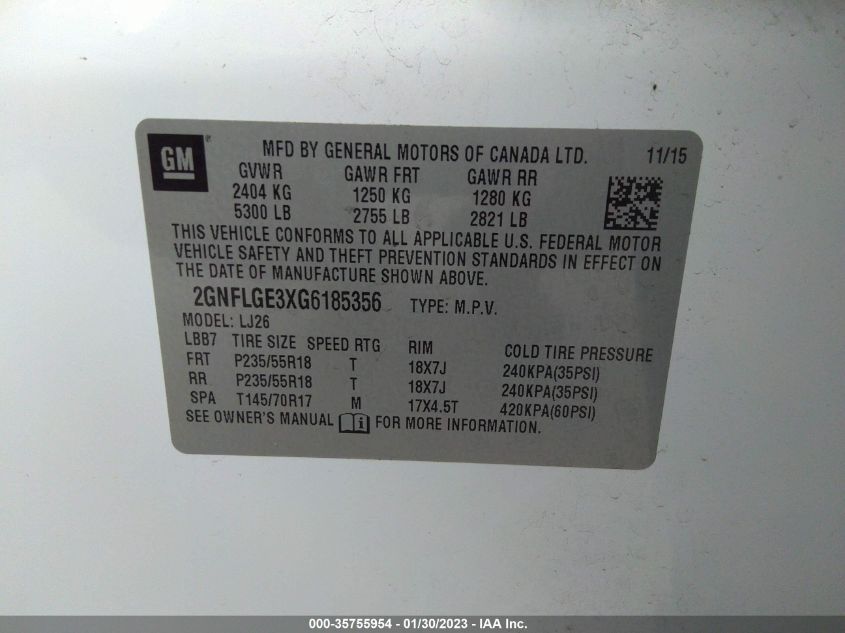 GM ® MFD BY GENERAL MOTORS OF CANADA LTD. 11/15
GVWR GAWR FRT GAWR RR
2404 KG 1250 KG 1280 KG
5300 LB 2755 LB 2821 LB
THIS VEHICLE CONFORMS TO ALL APPLICABLE U.S. FEDERAL MOTOR
VEHICLE SAFETY AND THEFT PREVENTION STANDARDS IN EFFECT ON
THE DATE OF MANUFACTURE SHOWN ABOVE.
2GNFLGE3XG6185356 TYPE: M.P.V.
MODEL: LJ26
LBB7 TIRE SIZE SPEED RTG RIM COLD TIRE PRESSURE
FRT P235/55R18 T 18X7J 240KPA(35PSI)
RR P235/55R18 T 18X7J 240KPA(35PSI)
SPA T145/70R17 M 17X4.5T 420KPA(60PSI)
SEE OWNER'S MANUAL FOR MORE INFORMATION.
000-35755954 - 01/30/2023 - IAA Inc.